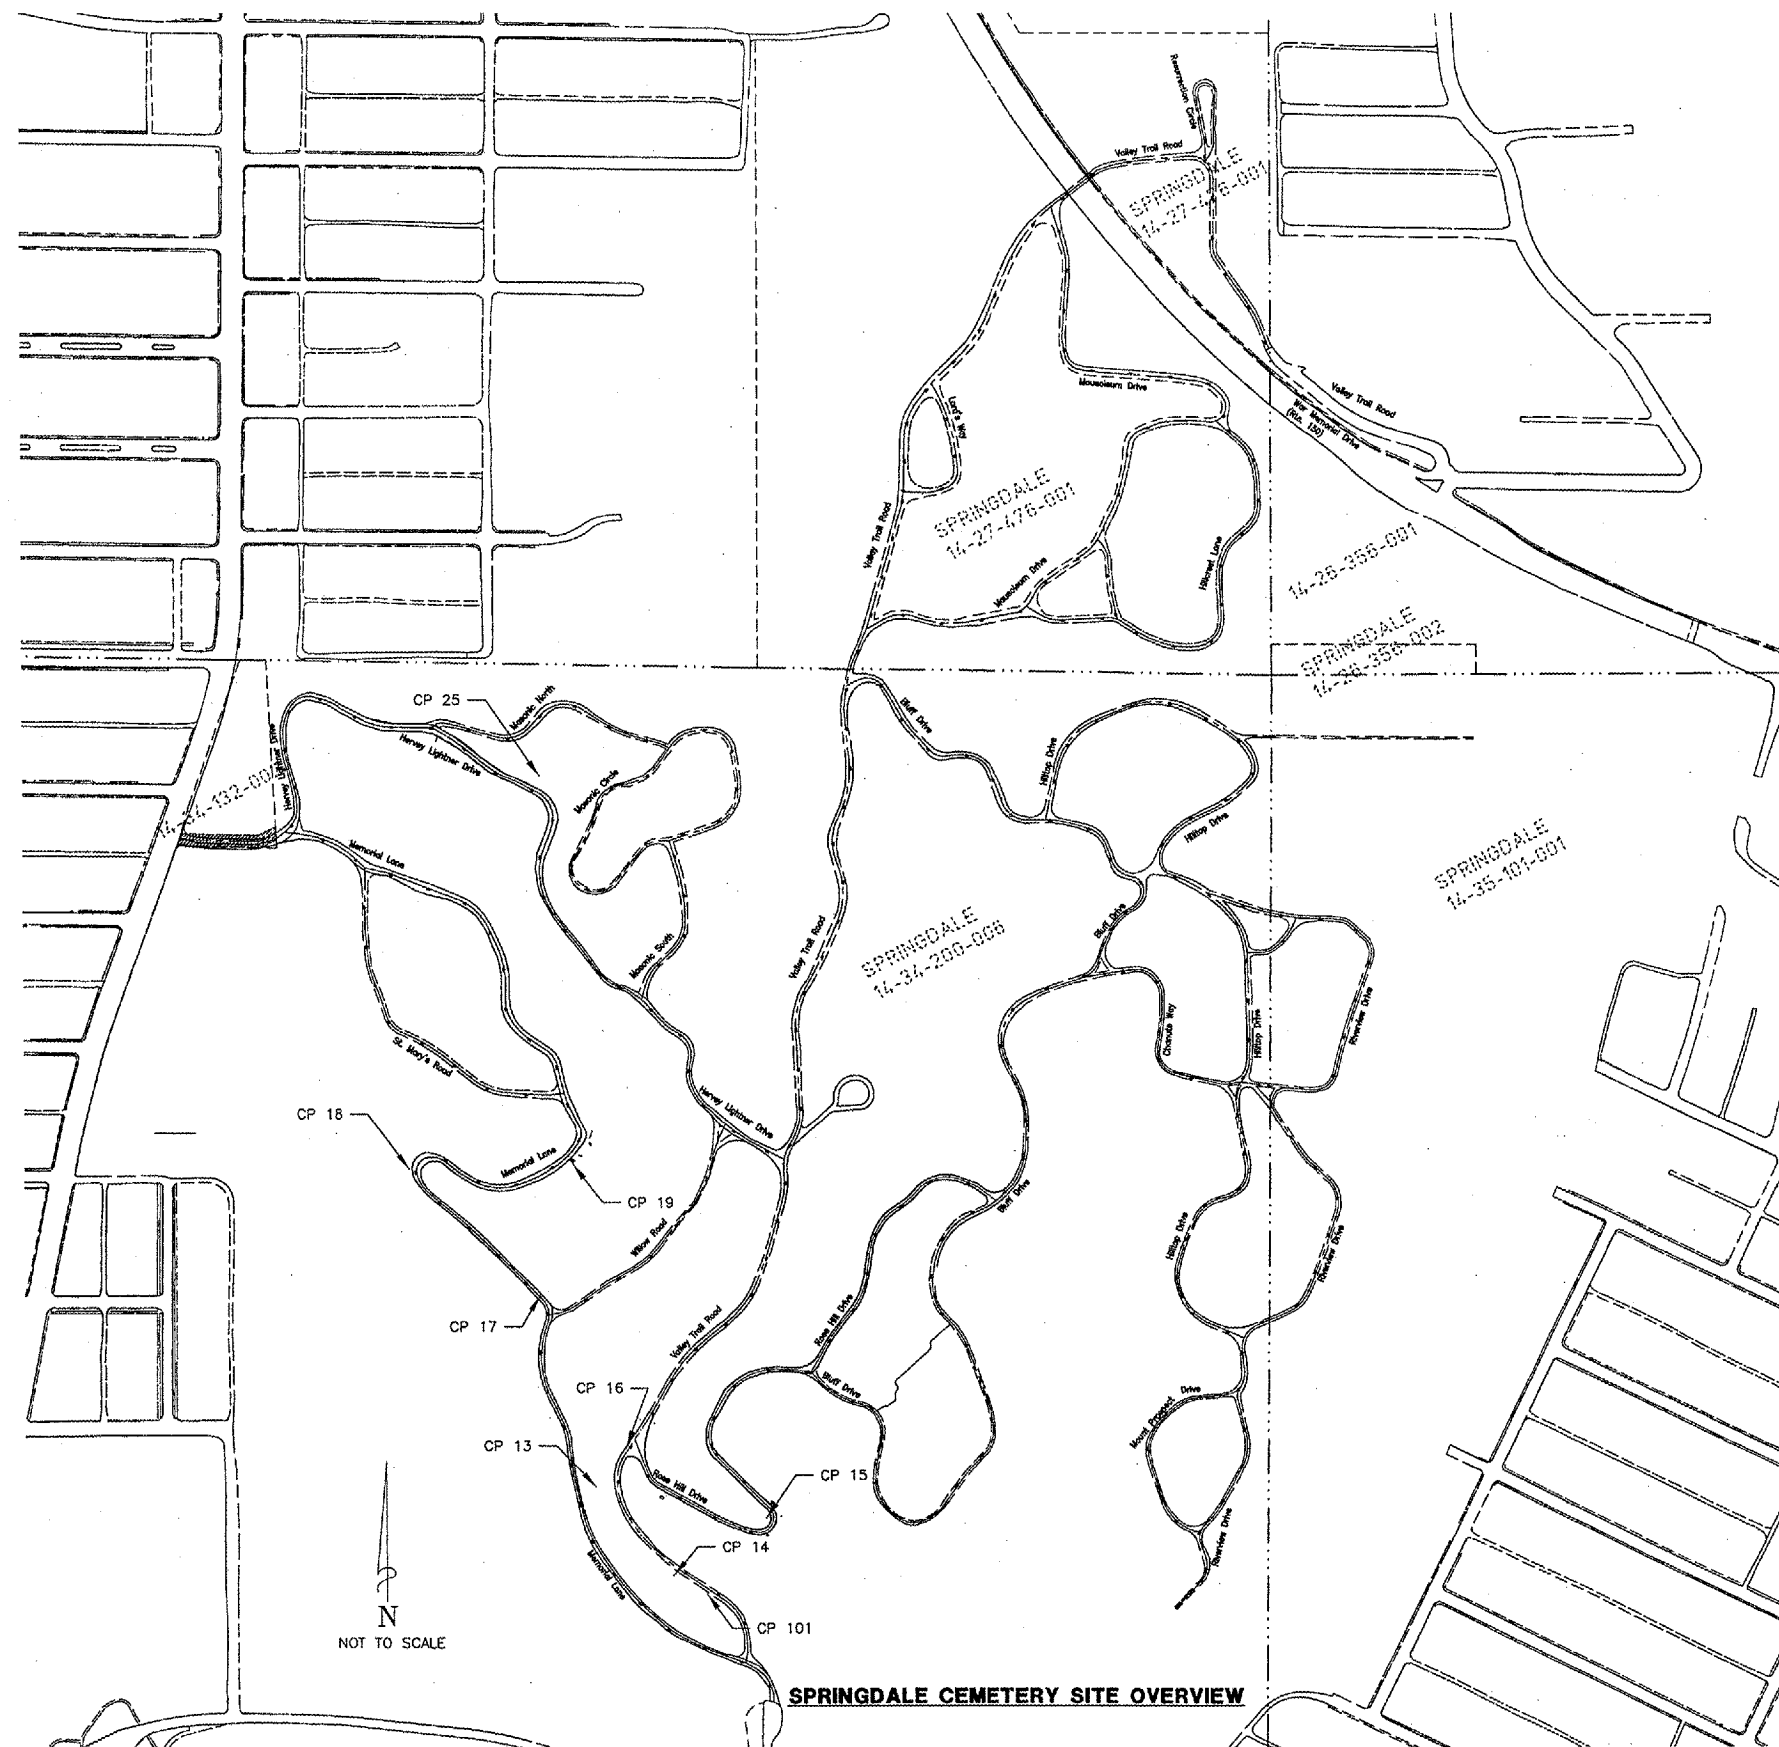 Resurrection Circle
Valley Trail Road
SPRINGDALE
14-27-476-001
Valley Trail Road
War Memorial Drive
(Rte. 150)
Mausoleum Drive
Lord's Way
SPRINGDALE
14-27-476-001
Valley Trail Road
Mausoleum Drive
Hillcrest Lane
14-26-356-001
SPRINGDALE
14-26-356-002
CP 25
Masonic North
Bluff Drive
Hervey Lightner Drive
Hervey Lightner Drive
Hilltop Drive
Masonic Circle
Hilltop Drive
Memorial Lane
SPRINGDALE
14-35-101-001
Bluff Drive
Valley Trail Road
Masonic South
SPRINGDALE
14-34-200-006
Chanute Way
Hilltop Drive
Riverview Drive
St. Mary's Road
CP 18
Hervey Lightner Drive
Memorial Lane
CP 19
Bluff Drive
Willow Road
Hilltop Drive
Riverview Drive
CP 17
Valley Trail Road
Rose Hill Drive
CP 16
Bluff Drive
Mount Prospect Drive
CP 13
Rose Hill Drive
CP 15
CP 14
Riverview Drive
Memorial Lane
N
NOT TO SCALE
CP 101
SPRINGDALE CEMETERY SITE OVERVIEW